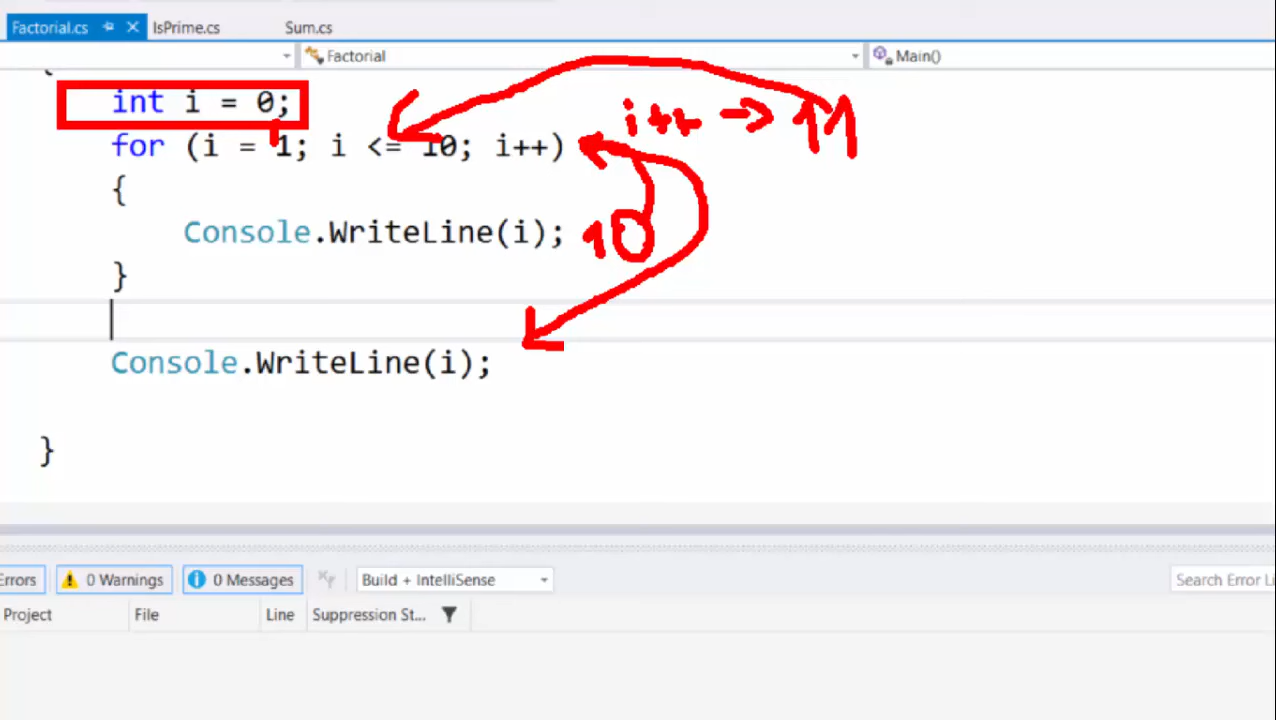 Factorial.cs IsPrime.cs Sum.cs
Factorial Main()
{
int i = 0;
for (i = 1; i <= 10; i++)
i++ → 11
{
Console.WriteLine(i); 10
}
Console.WriteLine(i);
}
Errors 0 Warnings 0 Messages Build + IntelliSense Search Error Li
Project File Line Suppression St...